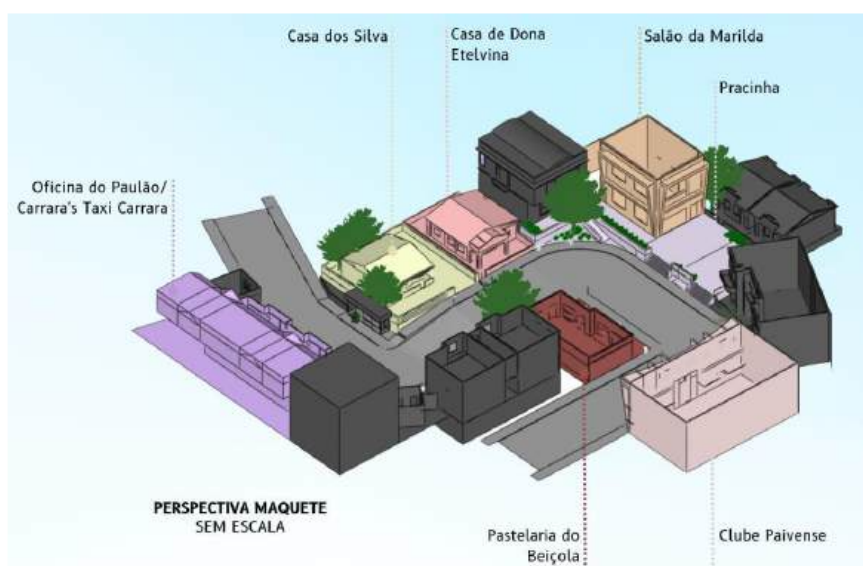 Casa dos Silva
Casa de Dona
Etelvina
Salão da Marilda
Pracinha
Oficina do Paulão/
Carrara's Taxi Carrara
PERSPECTIVA MAQUETE
SEM ESCALA
Pastelaria do
Beiçola
Clube Paivense